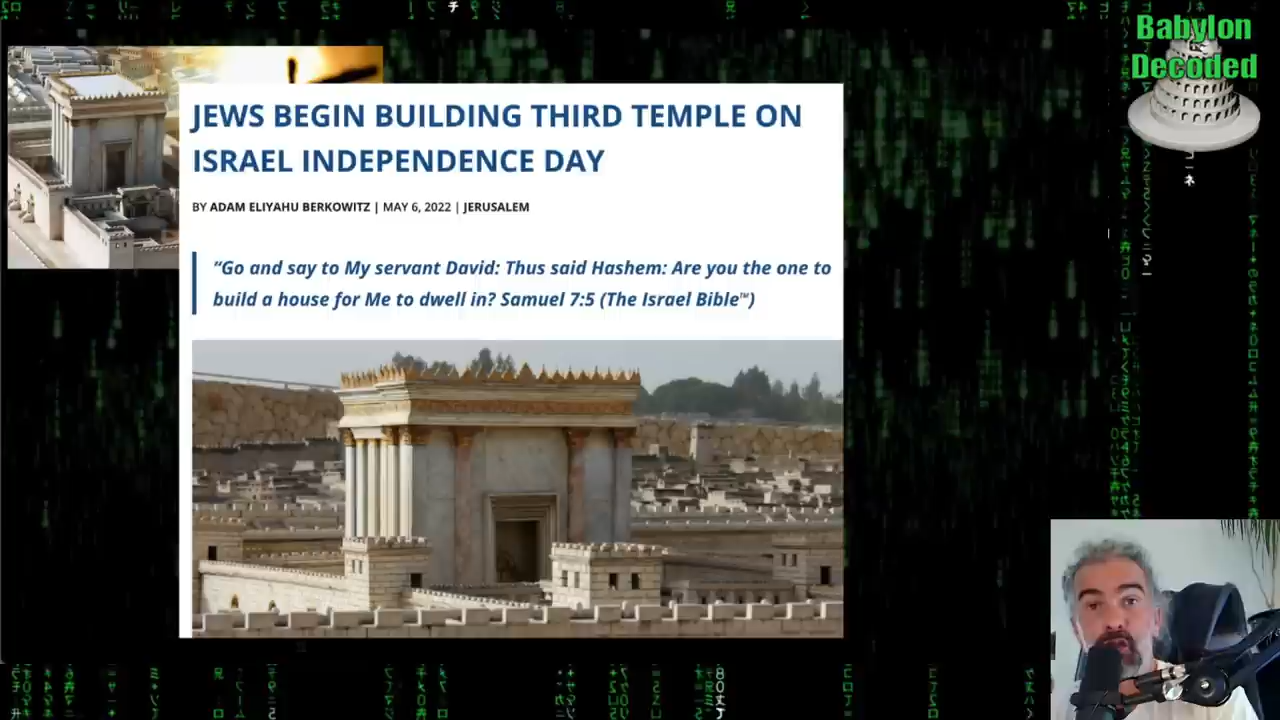 Babylon
Decoded
JEWS BEGIN BUILDING THIRD TEMPLE ON
ISRAEL INDEPENDENCE DAY
BY ADAM ELIYAHU BERKOWITZ | MAY 6, 2022 | JERUSALEM
“Go and say to My servant David: Thus said Hashem: Are you the one to
build a house for Me to dwell in? Samuel 7:5 (The Israel Bible™)